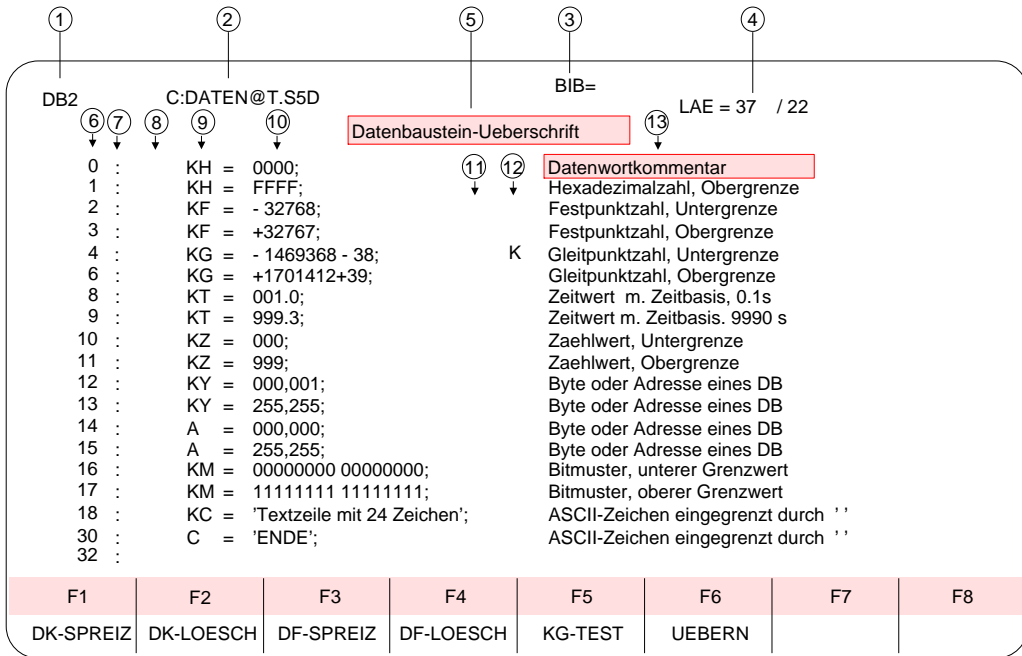 1 2 5 3 4
DB2 C:DATEN@T.S5D BIB= LAE = 37 / 22
6 7 8 9 10 Datenbaustein-Ueberschrift 13
0 : KH = 0000; 11 12 Datenwortkommentar
1 : KH = FFFF; Hexadezimalzahl, Obergrenze
2 : KF = - 32768; Festpunktzahl, Untergrenze
3 : KF = +32767; Festpunktzahl, Obergrenze
4 : KG = - 1469368 - 38; K Gleitpunktzahl, Untergrenze
6 : KG = +1701412+39; Gleitpunktzahl, Obergrenze
8 : KT = 001.0; Zeitwert m. Zeitbasis, 0.1s
9 : KT = 999.3; Zeitwert m. Zeitbasis. 9990 s
10 : KZ = 000; Zaehlwert, Untergrenze
11 : KZ = 999; Zaehlwert, Obergrenze
12 : KY = 000,001; Byte oder Adresse eines DB
13 : KY = 255,255; Byte oder Adresse eines DB
14 : A = 000,000; Byte oder Adresse eines DB
15 : A = 255,255; Byte oder Adresse eines DB
16 : KM = 00000000 00000000; Bitmuster, unterer Grenzwert
17 : KM = 11111111 11111111; Bitmuster, oberer Grenzwert
18 : KC = 'Textzeile mit 24 Zeichen'; ASCII-Zeichen eingegrenzt durch ' '
30 : C = 'ENDE'; ASCII-Zeichen eingegrenzt durch ' '
32 :
F1 F2 F3 F4 F5 F6 F7 F8
DK-SPREIZ DK-LOESCH DF-SPREIZ DF-LOESCH KG-TEST UEBERN